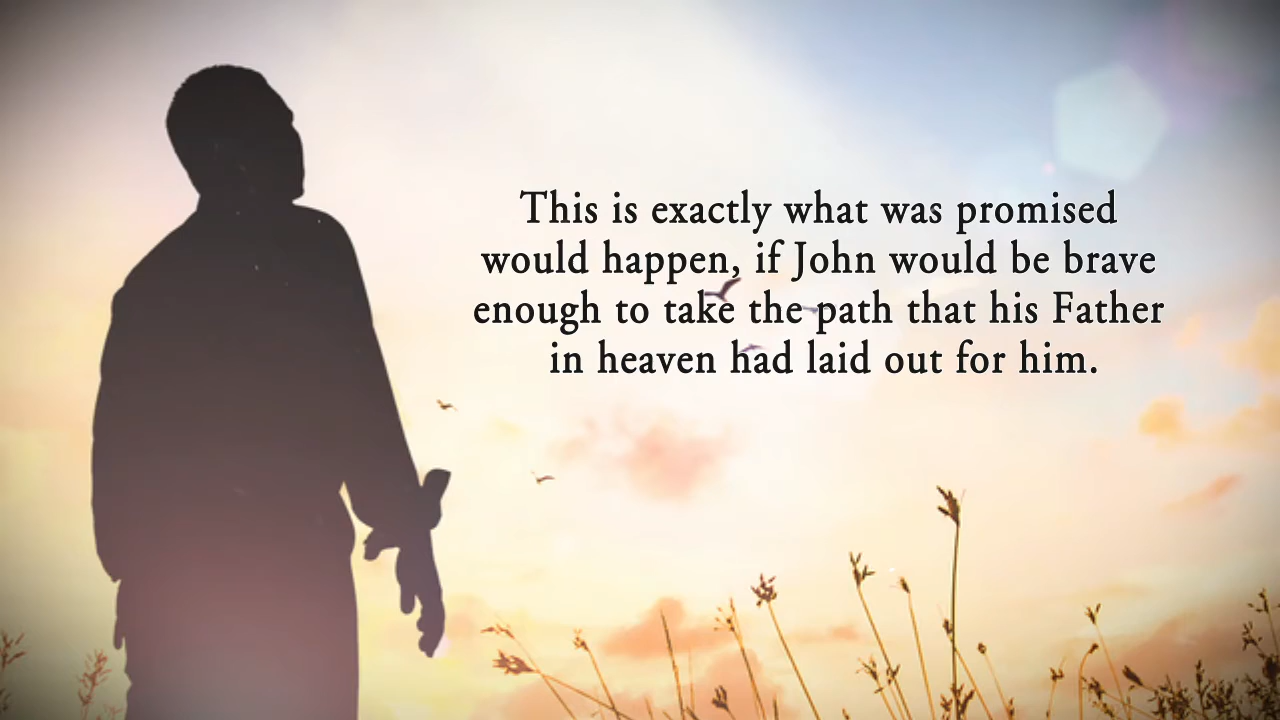 This is exactly what was promised
would happen, if John would be brave
enough to take the path that his Father
in heaven had laid out for him.